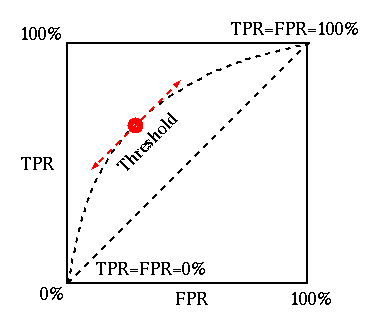 TPR=FPR=100%
100%
Threshold
TPR
TPR=FPR=0%
0%
FPR
100%